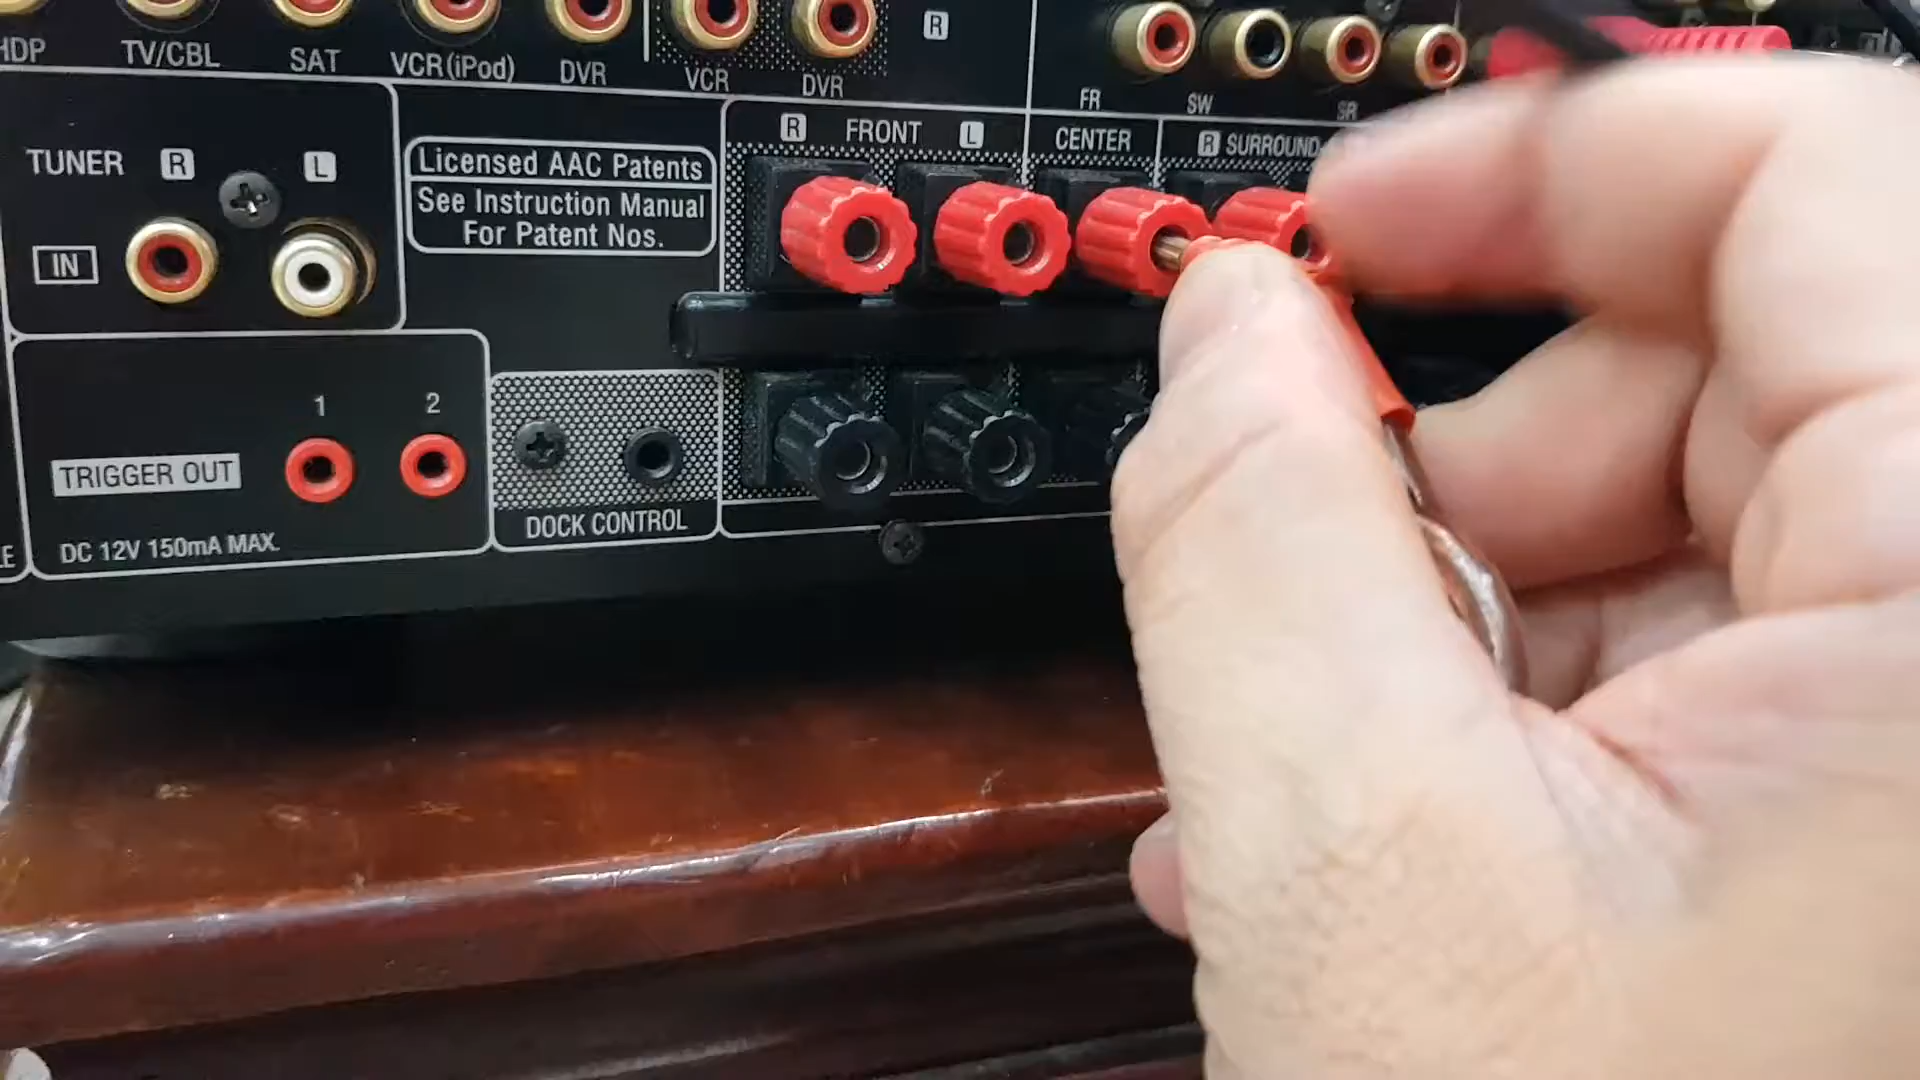 HDP TV/CBL SAT VCR(iPod) DVR VCR DVR R
FR SW SR
TUNER R L
IN
Licensed AAC Patents
See Instruction Manual
For Patent Nos.
R FRONT L CENTER R SURROUND
1 2
TRIGGER OUT
DC 12V 150mA MAX.
DOCK CONTROL